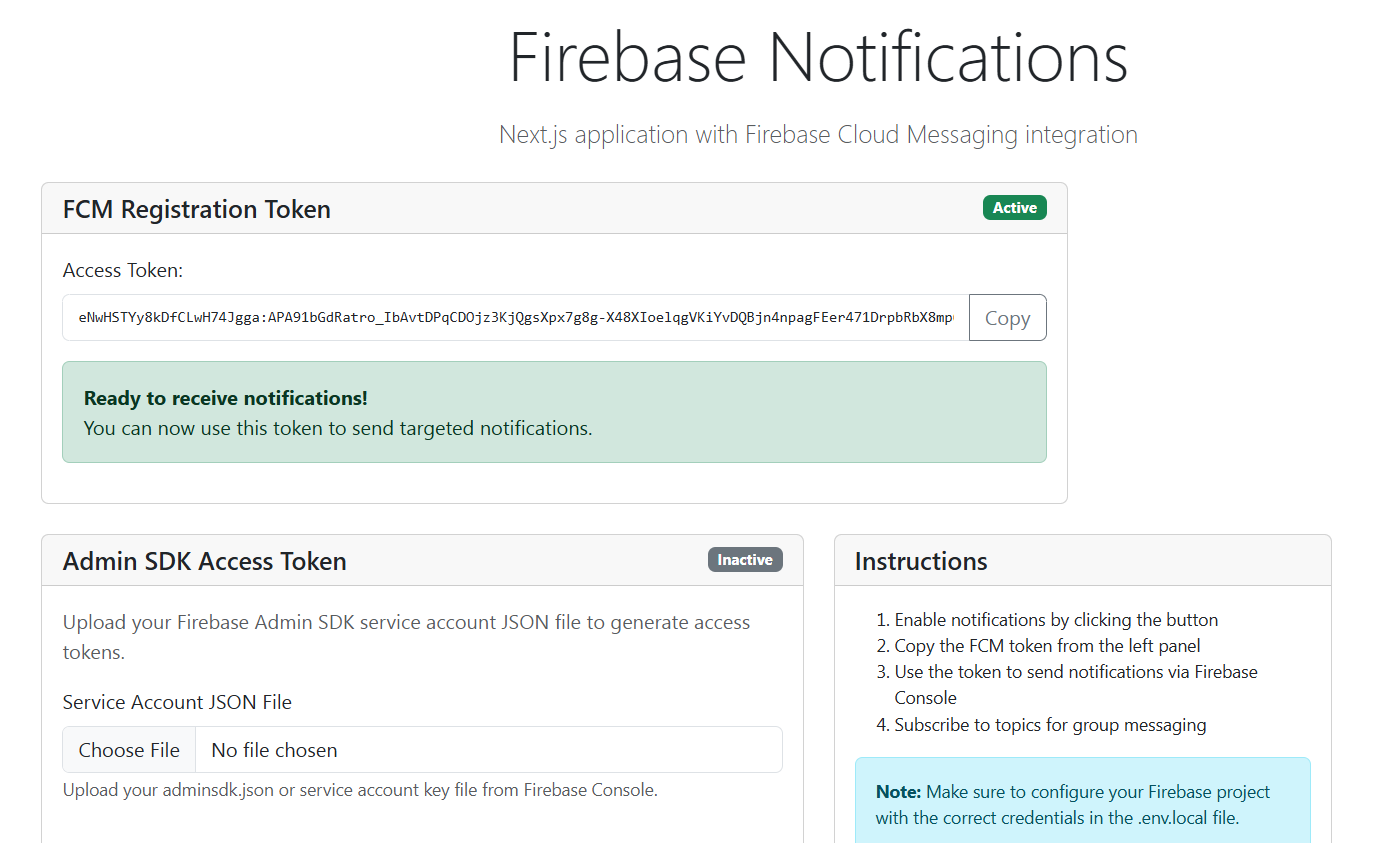 Firebase Notifications
Next.js application with Firebase Cloud Messaging integration
FCM Registration Token
Active
Access Token:
eNwHSTYy8kDfCLwH74Jgga:APA91bGdRatro_IbAvtDPqCDOjz3KjQgsXpx7g8g-X48XIoelqgVKiYvDQBjn4npagFEer471DrpbRbX8mp
Copy
Ready to receive notifications!
You can now use this token to send targeted notifications.
Admin SDK Access Token
Inactive
Upload your Firebase Admin SDK service account JSON file to generate access
tokens.
Service Account JSON File
Choose File
No file chosen
Upload your adminsdk.json or service account key file from Firebase Console.
Instructions
1. Enable notifications by clicking the button
2. Copy the FCM token from the left panel
3. Use the token to send notifications via Firebase
Console
4. Subscribe to topics for group messaging
Note: Make sure to configure your Firebase project
with the correct credentials in the .env.local file.